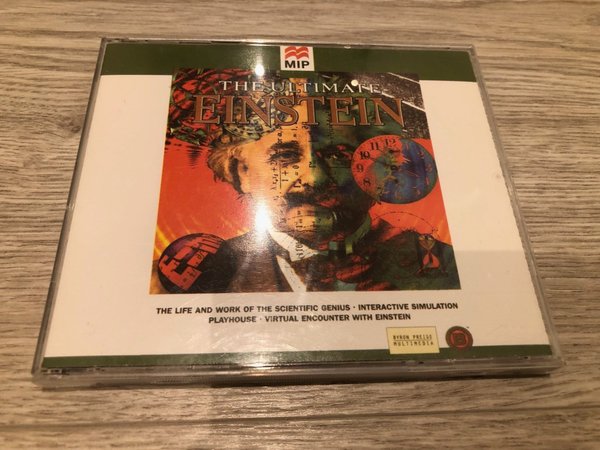 MIP
THE ULTIMATE
EINSTEIN
THE LIFE AND WORK OF THE SCIENTIFIC GENIUS · INTERACTIVE SIMULATION
PLAYHOUSE · VIRTUAL ENCOUNTER WITH EINSTEIN
BYRON PREISS
MULTIMEDIA